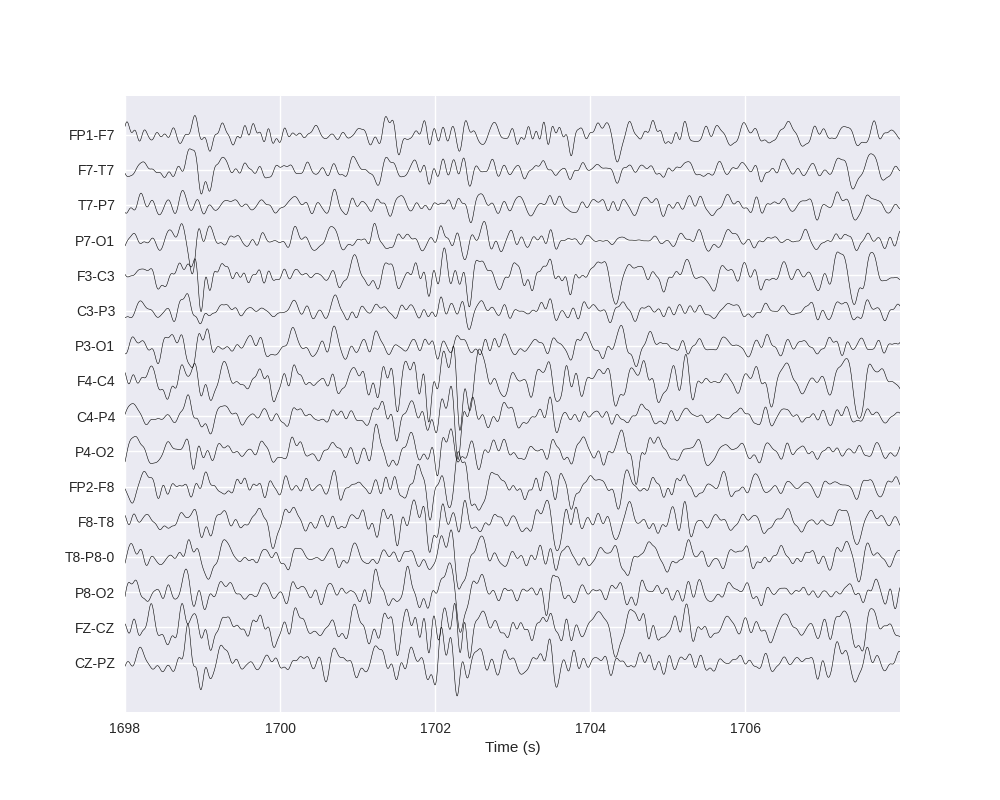 FP1-F7
F7-T7
T7-P7
P7-O1
F3-C3
C3-P3
P3-O1
F4-C4
C4-P4
P4-O2
FP2-F8
F8-T8
T8-P8-0
P8-O2
FZ-CZ
CZ-PZ
1698 1700 1702 1704 1706
Time (s)